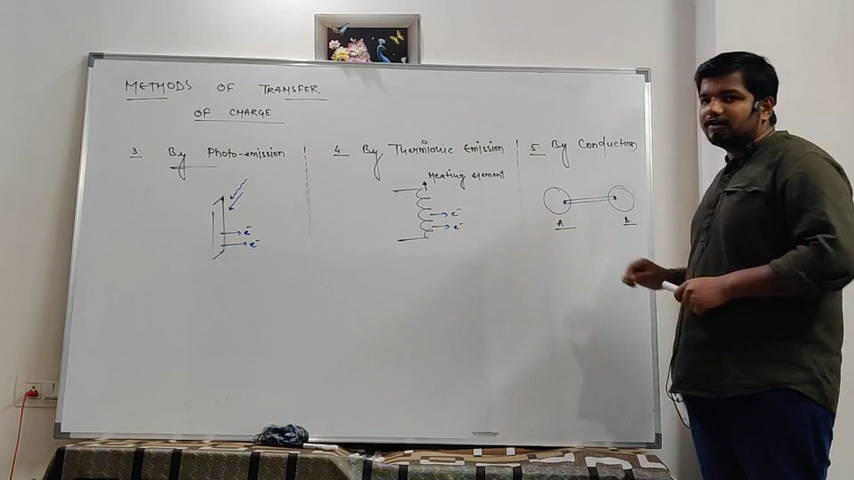 METHODS OF TRANSFER
OF CHARGE
3. By Photo-emission
e⁻
e⁻
4. By Thermionic Emission
Heating element
e⁻
e⁻
5. By Conduction
A B